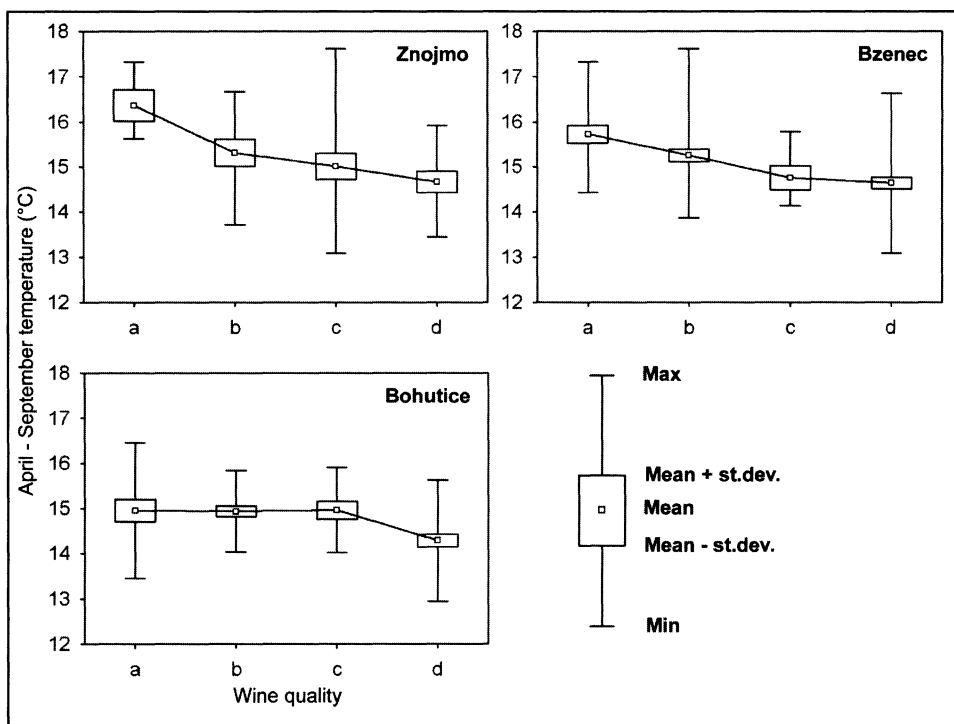 April - September temperature (°C)
18
17
16
15
14
13
12
Znojmo
a b c d
18
17
16
15
14
13
12
Bzenec
a b c d
18
17
16
15
14
13
12
Bohutice
a b c d
Wine quality
Max
Mean + st.dev.
Mean
Mean - st.dev.
Min